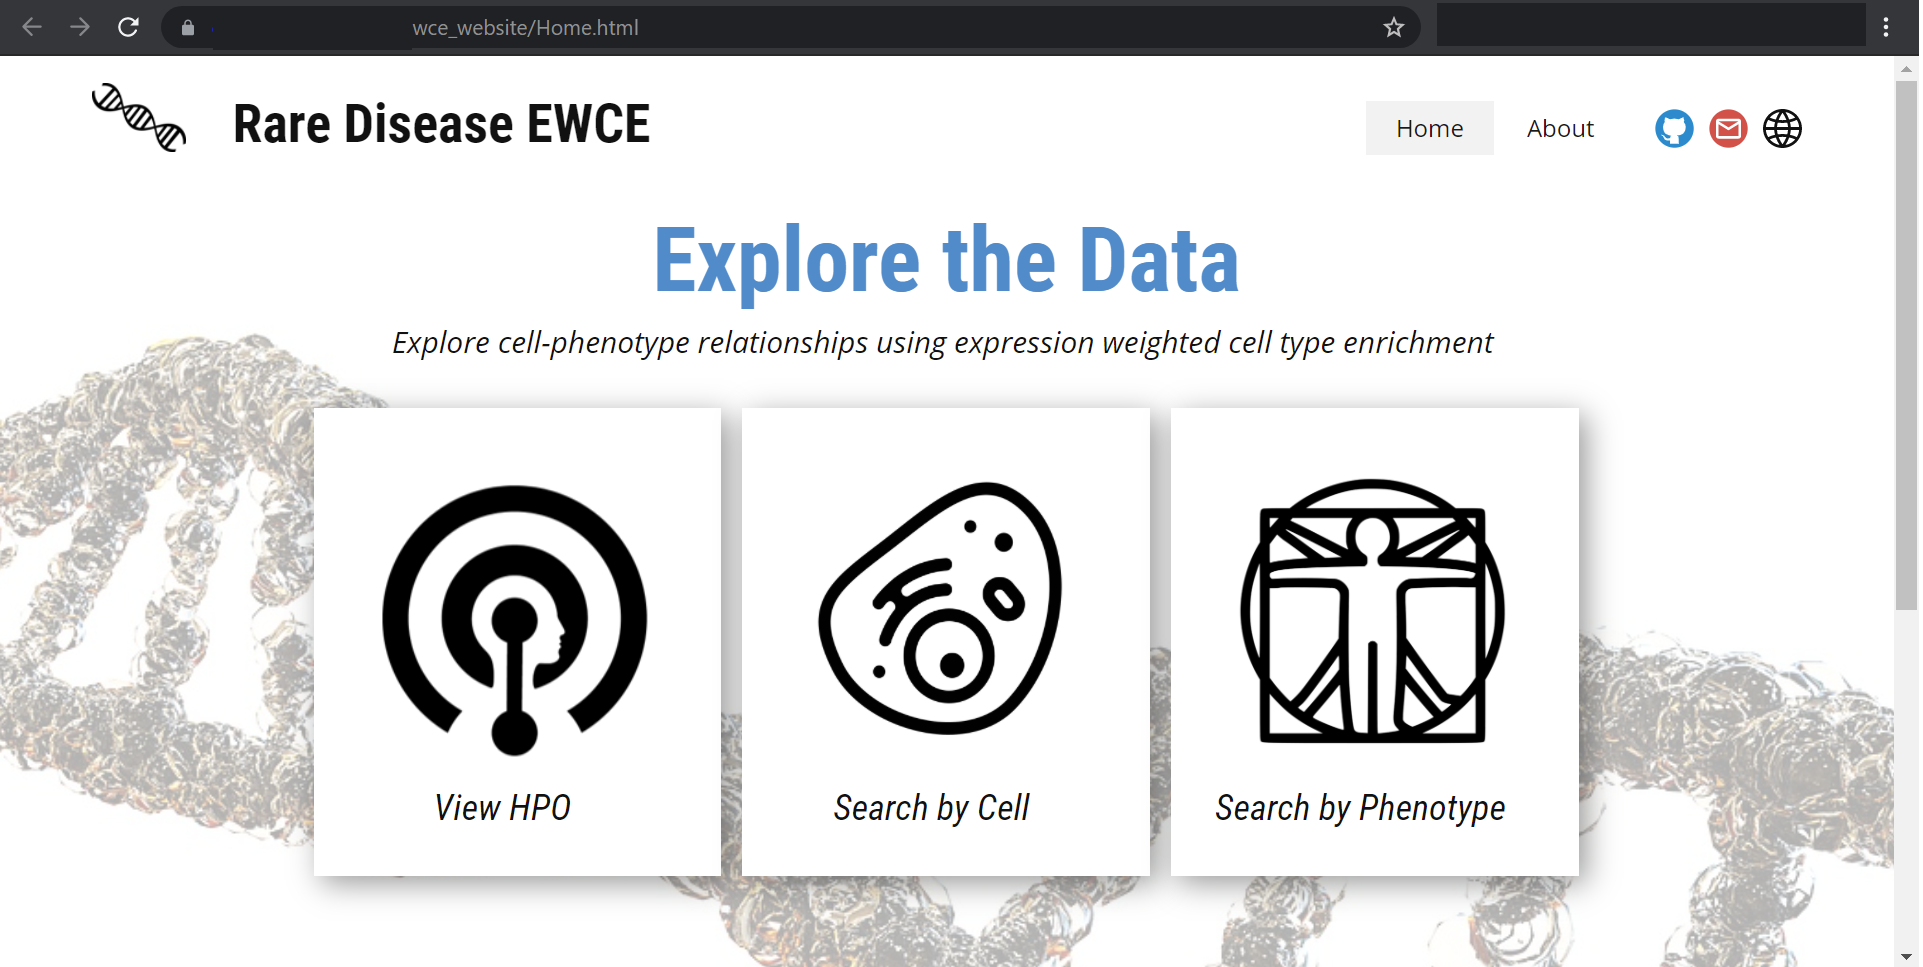 wce_website/Home.html
Rare Disease EWCE
Home
About
Explore the Data
Explore cell-phenotype relationships using expression weighted cell type enrichment
View HPO
Search by Cell
Search by Phenotype